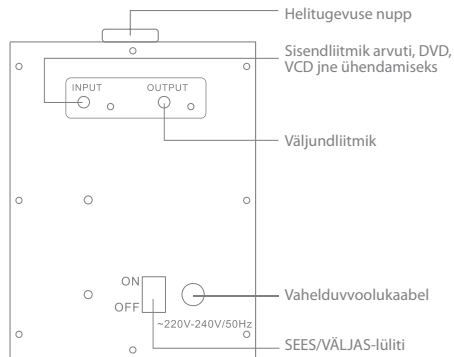 Helitugevuse nupp
Sisendliitmik arvuti, DVD,
VCD jne ühendamiseks
INPUT
OUTPUT
Väljundliitmik
ON
OFF
Vahelduvvoolukaabel
~220V-240V/50Hz
SEES/VÄLJAS-lüliti